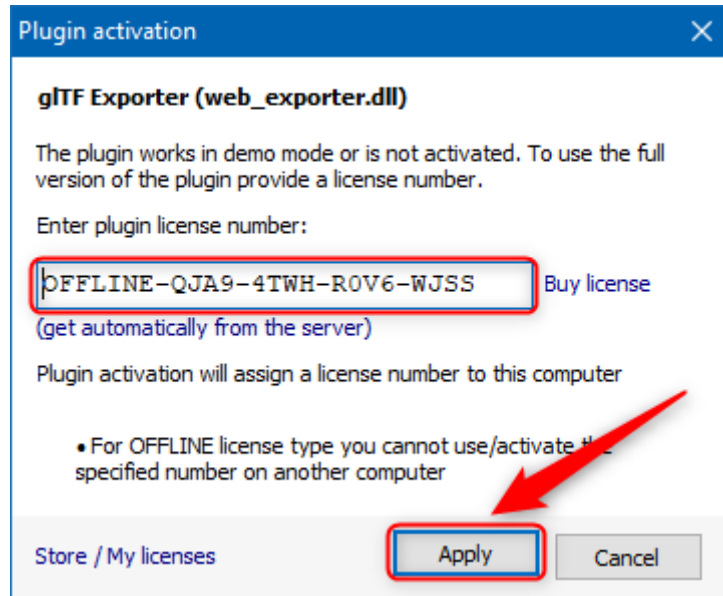 Plugin activation
glTF Exporter (web_exporter.dll)
The plugin works in demo mode or is not activated. To use the full
version of the plugin provide a license number.
Enter plugin license number:
OFFLINE-QJA9-4TWH-R0V6-WJSS Buy license
(get automatically from the server)
Plugin activation will assign a license number to this computer
• For OFFLINE license type you cannot use/activate the
specified number on another computer
Store / My licenses Apply Cancel